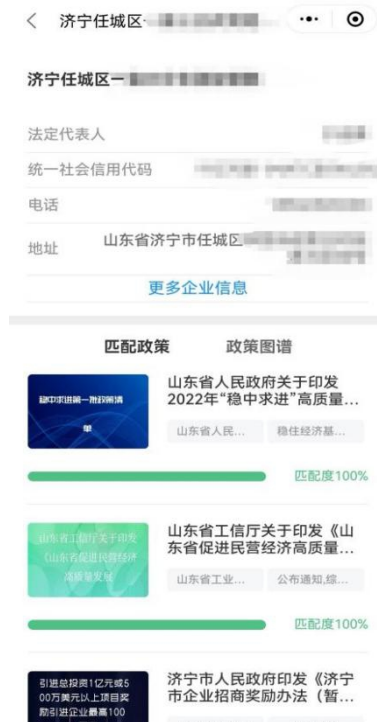 济宁任城区一
济宁任城区一
法定代表人
统一社会信用代码
电话
地址
山东省济宁市任城区
更多企业信息
匹配政策
政策图谱
稳中求进第一批政策清
单
山东省人民政府关于印发
2022年“稳中求进”高质量...
山东省人民...
稳住经济基...
匹配度100%
山东省工信厅关于印发
《山东省促进民营经济
高质量发展
山东省工信厅关于印发《山
东省促进民营经济高质量...
山东省工业...
公布通知,综...
匹配度100%
引进总投资1亿元或5
00万美元以上项目奖
励引进企业最高100
济宁市人民政府印发《济宁
市企业招商奖励办法（暂...